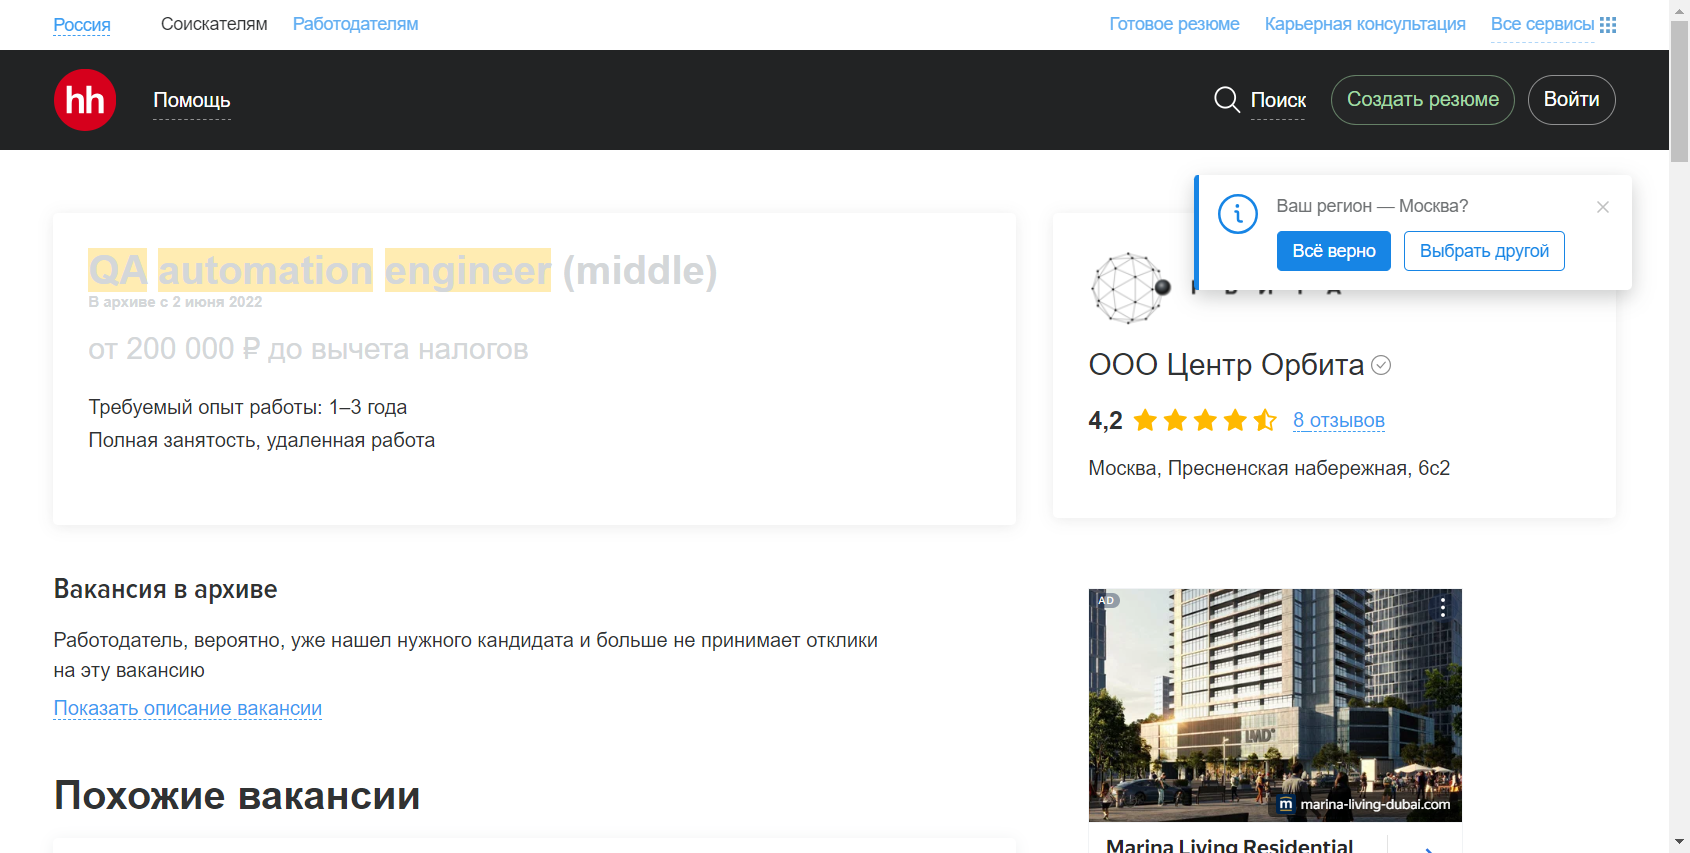 Россия Соискателям Работодателям Готовое резюме Карьерная консультация Все сервисы
hh Помощь Поиск Создать резюме Войти
Ваш регион — Москва?
Всё верно Выбрать другой
QA automation engineer (middle)
В архиве с 2 июня 2022
от 200 000 ₽ до вычета налогов
Требуемый опыт работы: 1–3 года
Полная занятость, удаленная работа
ООО Центр Орбита
4,2 8 отзывов
Москва, Пресненская набережная, 6с2
Вакансия в архиве
Работодатель, вероятно, уже нашел нужного кандидата и больше не принимает отклики
на эту вакансию
Показать описание вакансии
Похожие вакансии
AD
LMD
m marina-living-dubai.com
Marina Living Residential